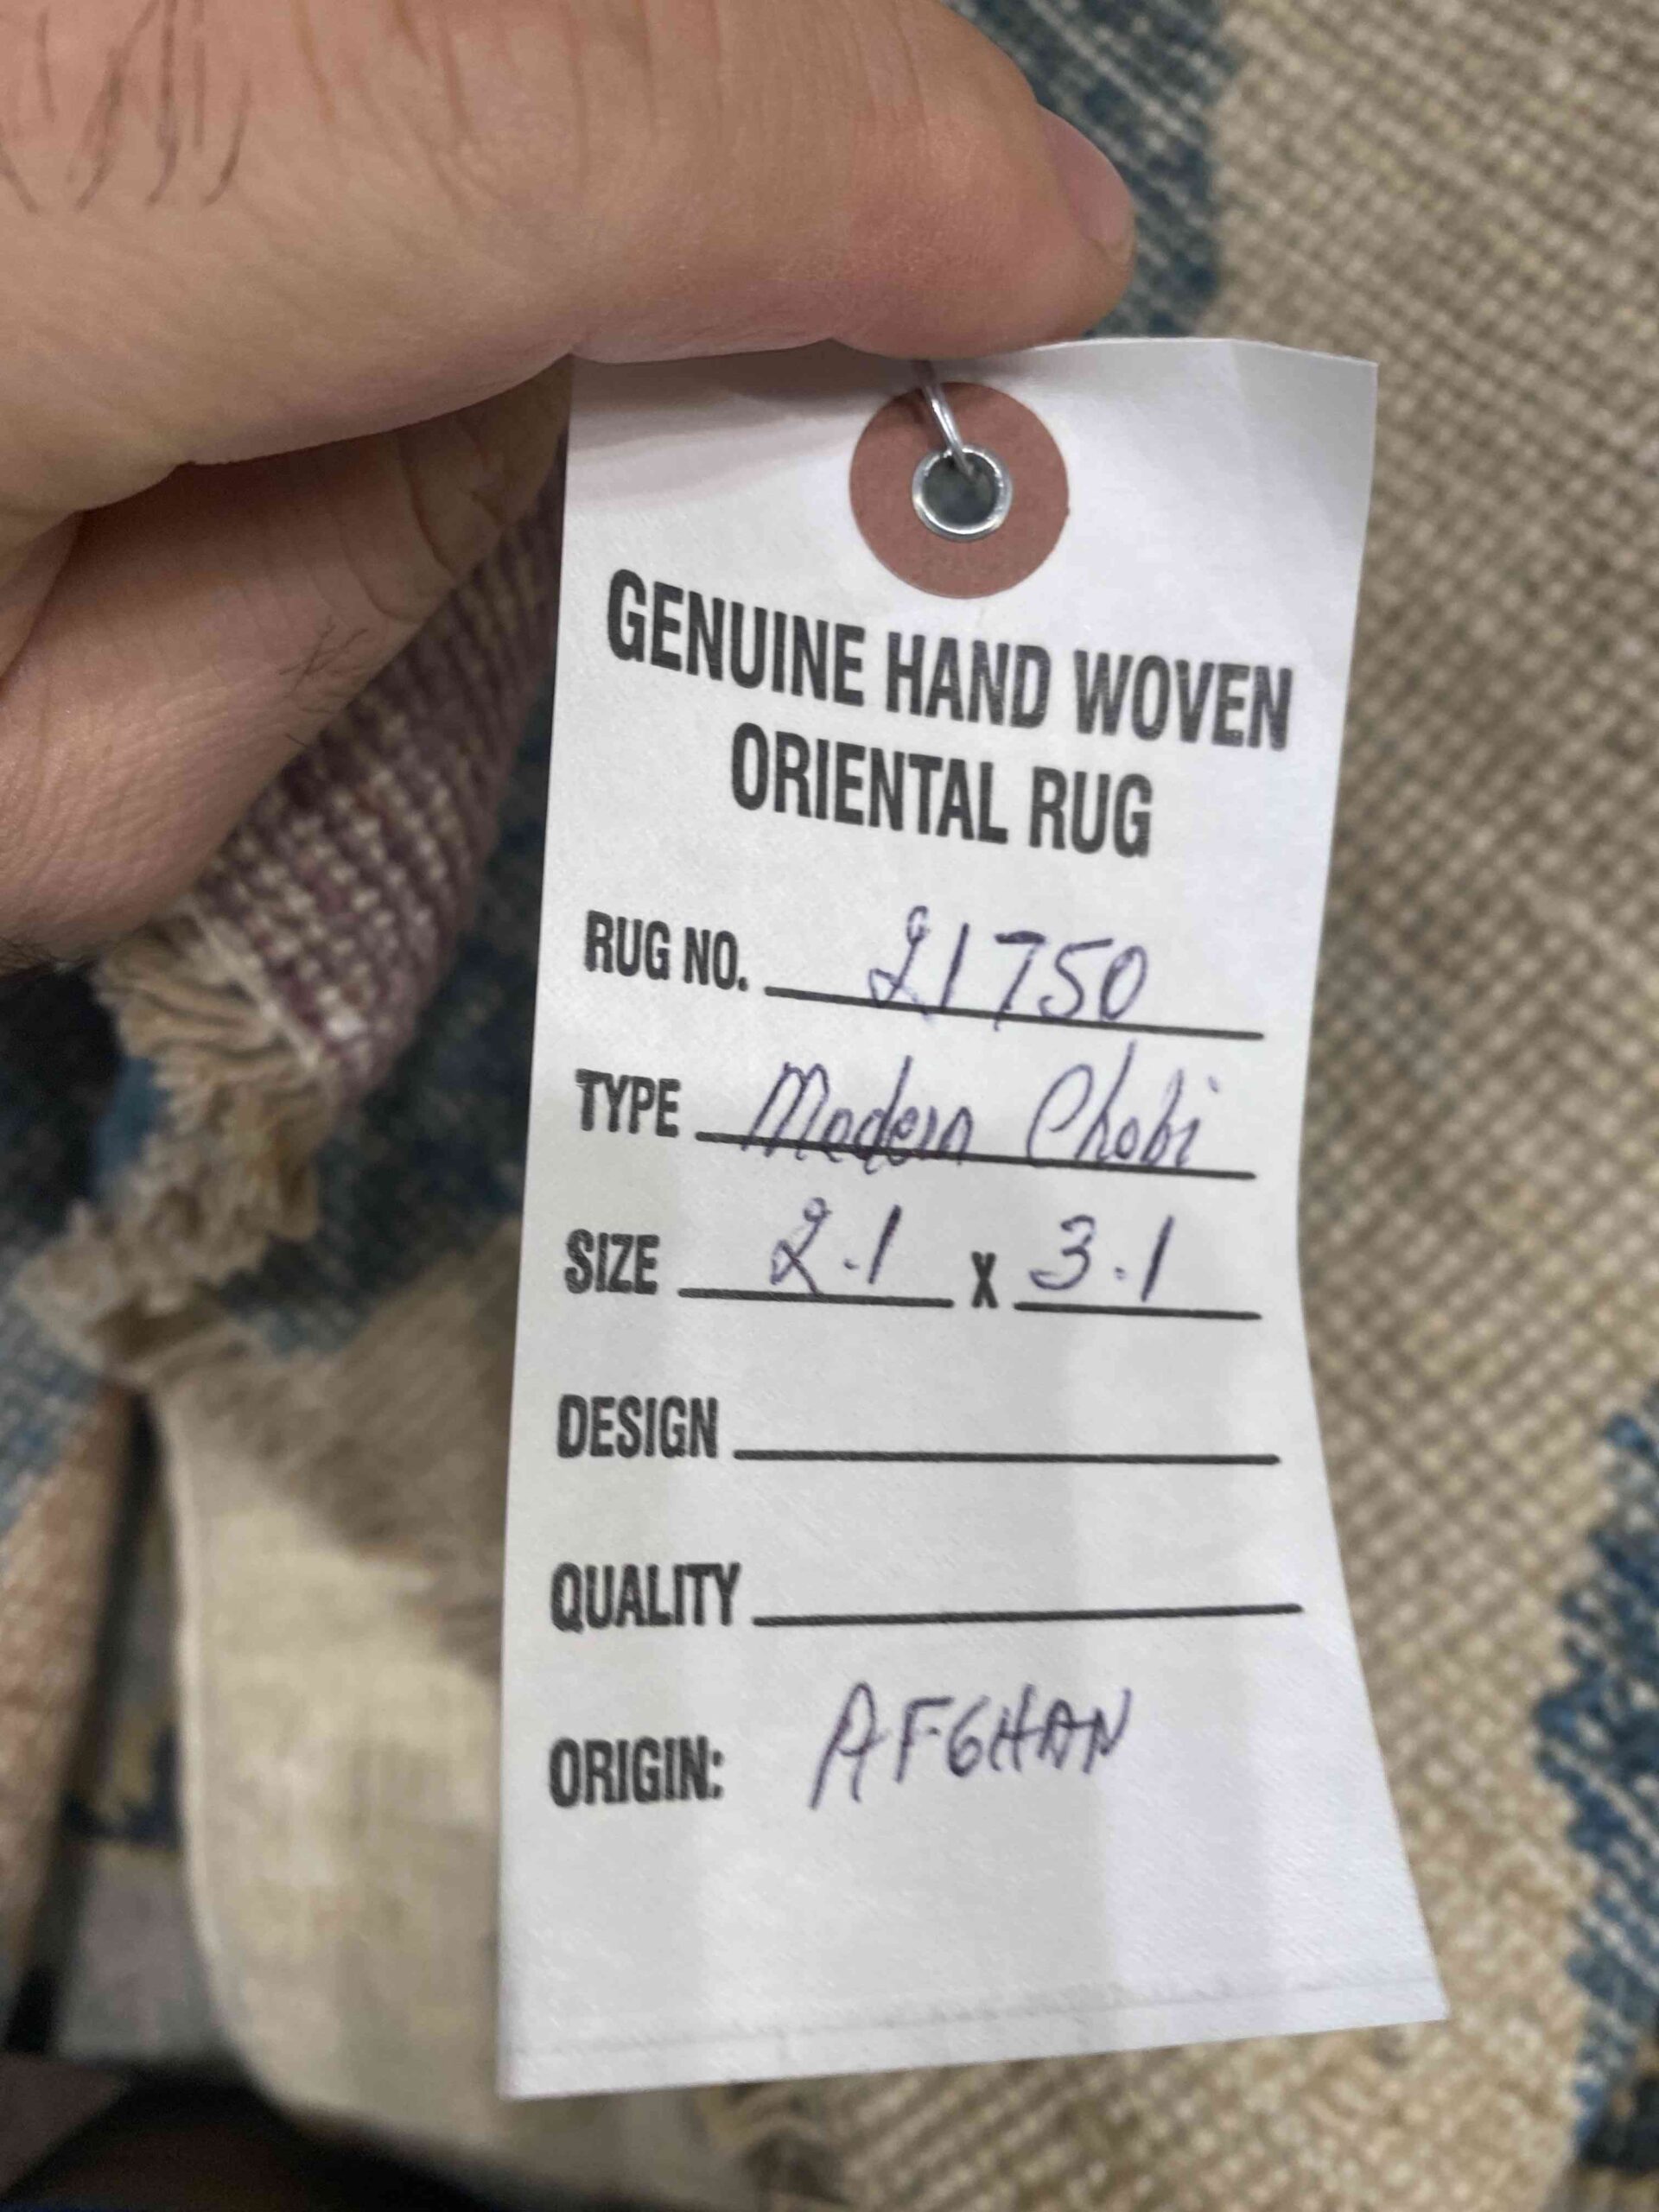 GENUINE HAND WOVEN
ORIENTAL RUG
RUG NO. 21750
TYPE Modern Chobi
SIZE 2.1 X 3.1
DESIGN
QUALITY
ORIGIN: AFGHAN